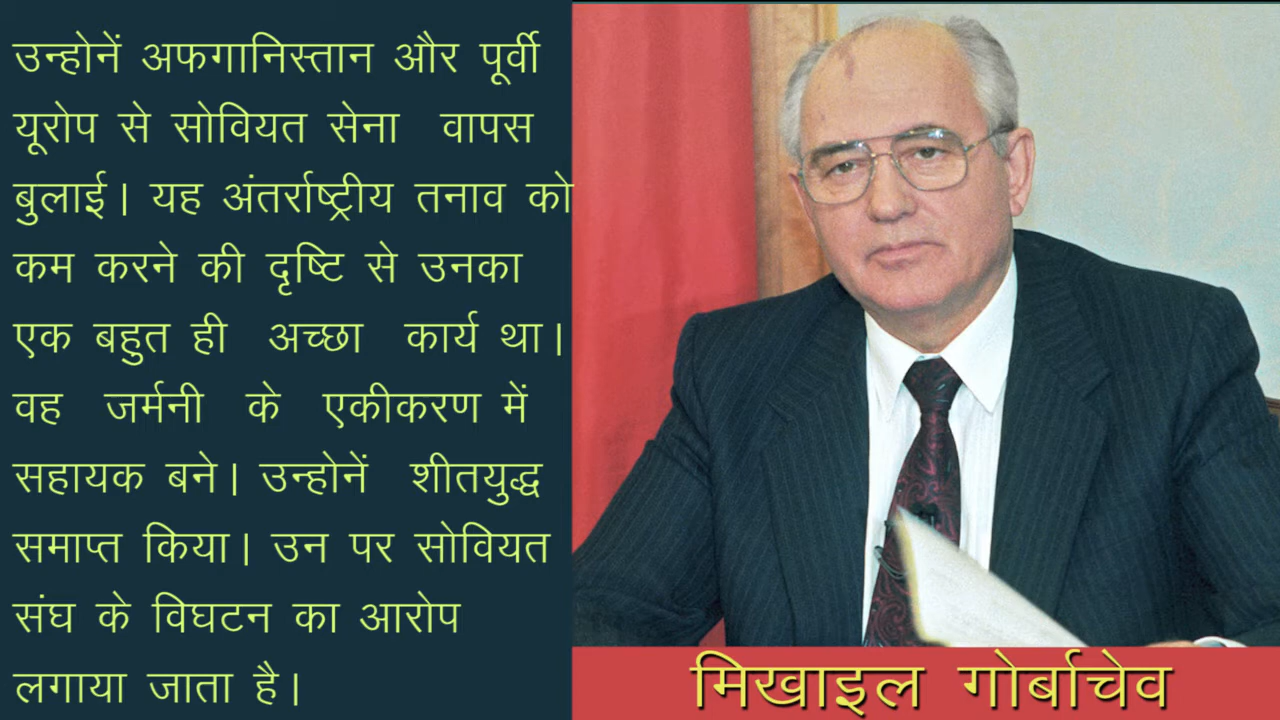 उन्होनें अफगानिस्तान और पूर्वी
यूरोप से सोवियत सेना वापस
बुलाई। यह अंतर्राष्ट्रीय तनाव को
कम करने की दृष्टि से उनका
एक बहुत ही अच्छा कार्य था।
वह जर्मनी के एकीकरण में
सहायक बने। उन्होनें शीतयुद्ध
समाप्त किया। उन पर सोवियत
संघ के विघटन का आरोप
लगाया जाता है।
मिखाइल गोर्बाचेव